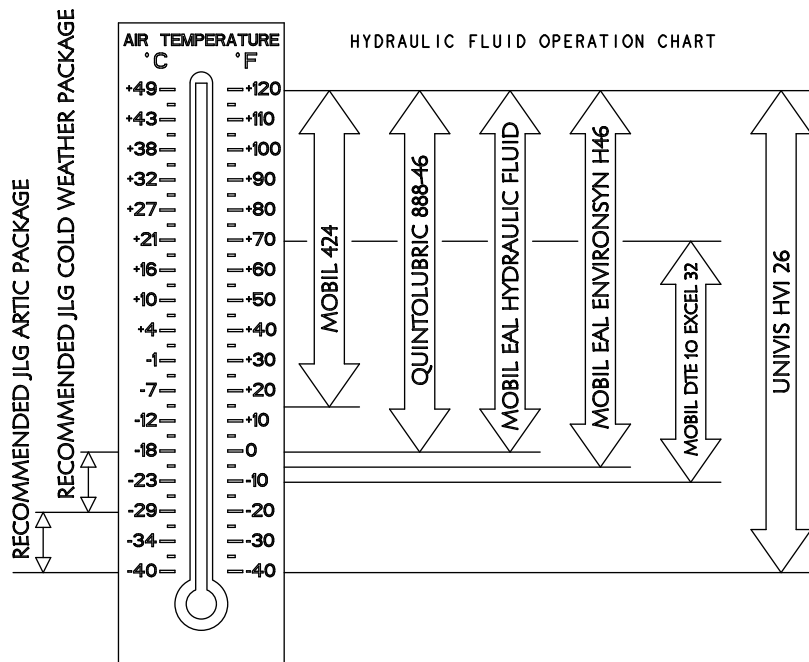 HYDRAULIC FLUID OPERATION CHART
AIR TEMPERATURE
°C °F
+49 +120
+43 +110
+38 +100
+32 +90
+27 +80
+21 +70
+16 +60
+10 +50
+4 +40
-1 +30
-7 +20
-12 +10
-18 0
-23 -10
-29 -20
-34 -30
-40 -40
RECOMMENDED JLG ARTIC PACKAGE
RECOMMENDED JLG COLD WEATHER PACKAGE
MOBIL 424
QUINTOLUBRIC 888-46
MOBIL EAL HYDRAULIC FLUID
MOBIL EAL ENVIRONSYN H46
MOBIL DTE 10 EXCEL 32
UNIVIS HVI 26